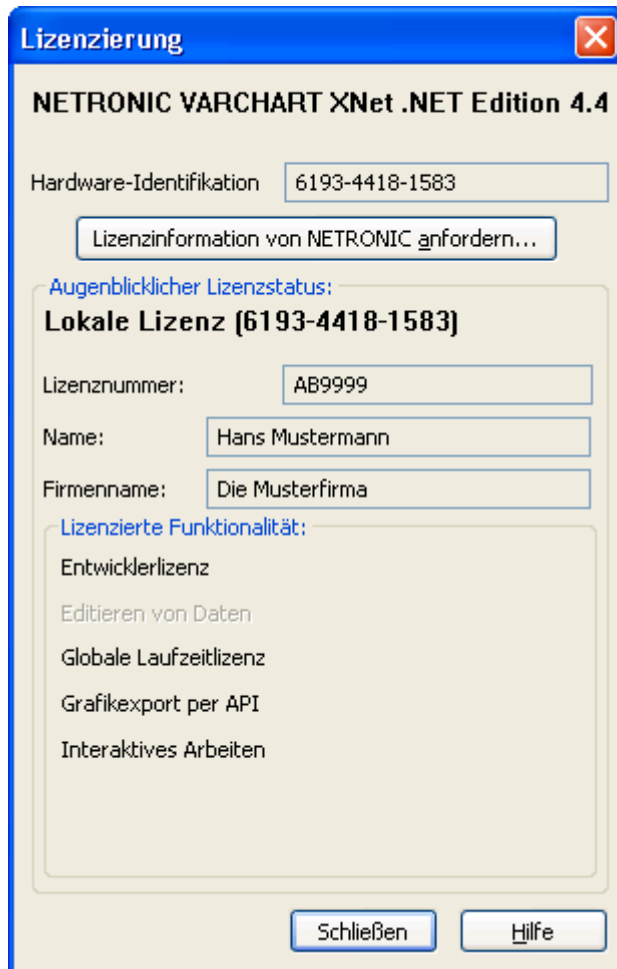 Lizenzierung
NETRONIC VARCHART XNet .NET Edition 4.4
Hardware-Identifikation 6193-4418-1583
Lizenzinformation von NETRONIC anfordern...
Augenblicklicher Lizenzstatus:
Lokale Lizenz (6193-4418-1583)
Lizenznummer: AB9999
Name: Hans Mustermann
Firmenname: Die Musterfirma
Lizenzierte Funktionalität:
Entwicklerlizenz
Editieren von Daten
Globale Laufzeitlizenz
Grafikexport per API
Interaktives Arbeiten
Schließen Hilfe